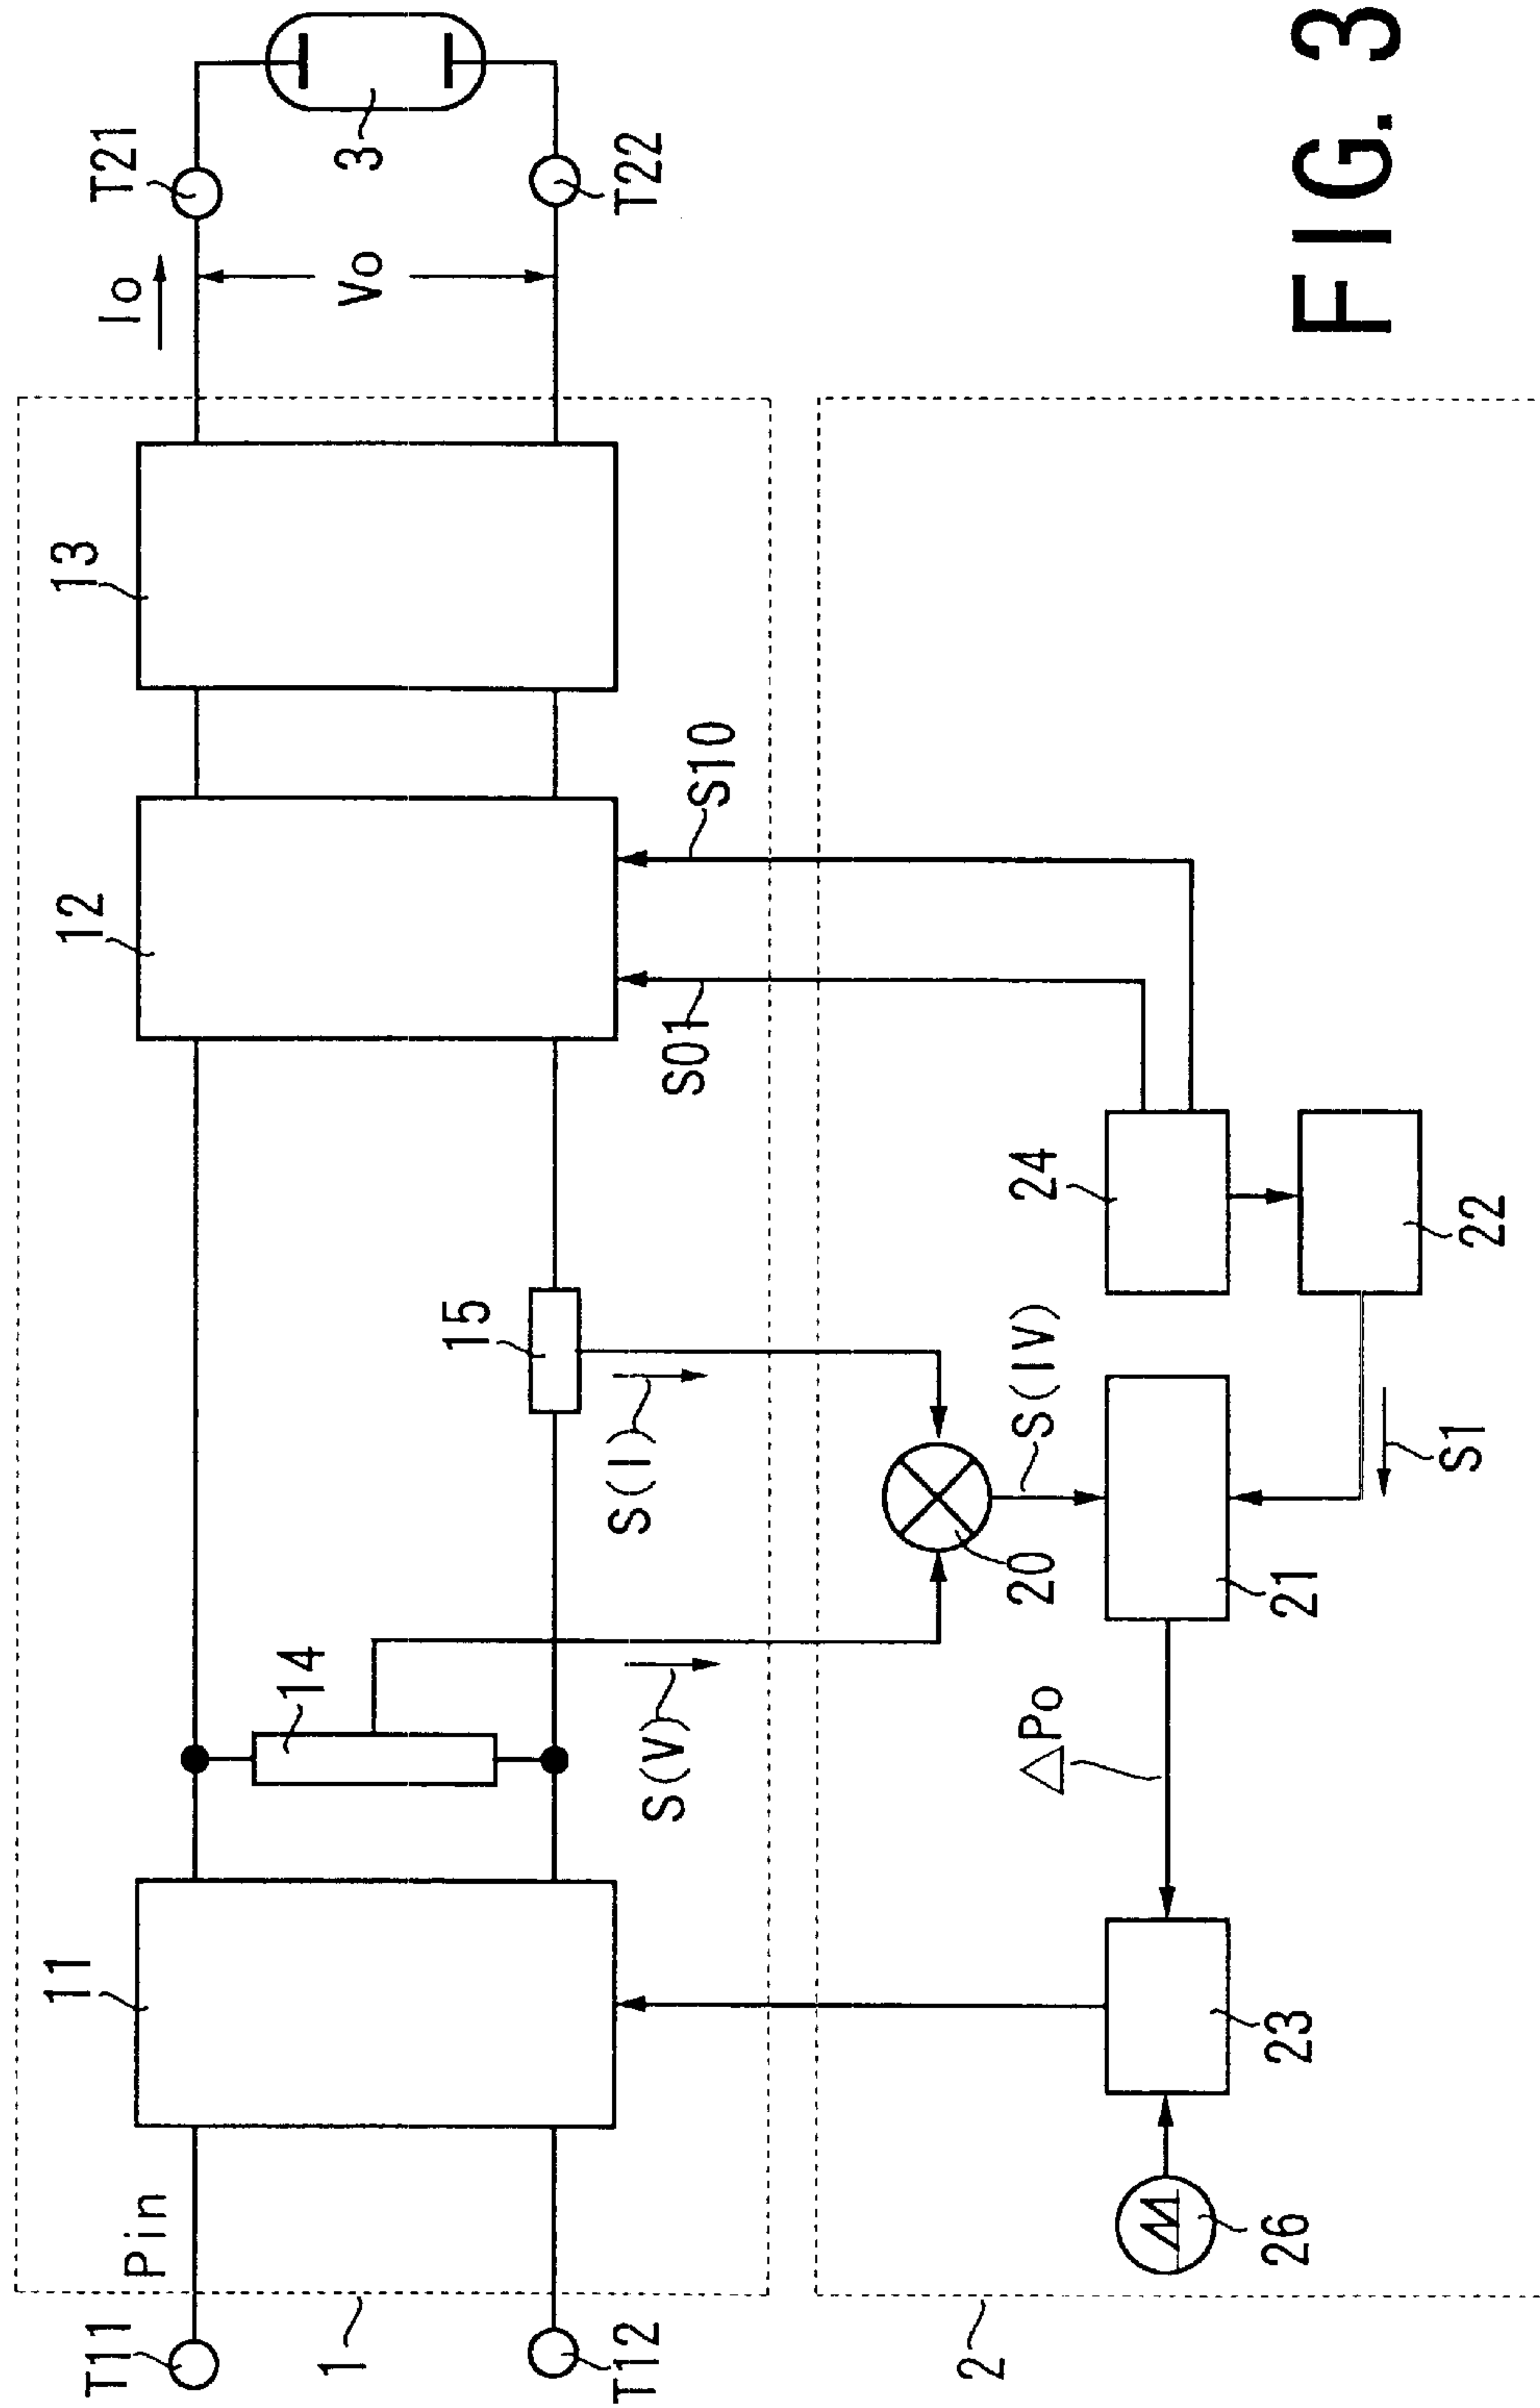 T11
Pin
T12
1
11
14
S(V)
S(I)
15
12
S01
S10
13
Io
Vo
T21
T22
3
2
26
23
△Po
20
S(IV)
21
S1
24
22
FIG. 3